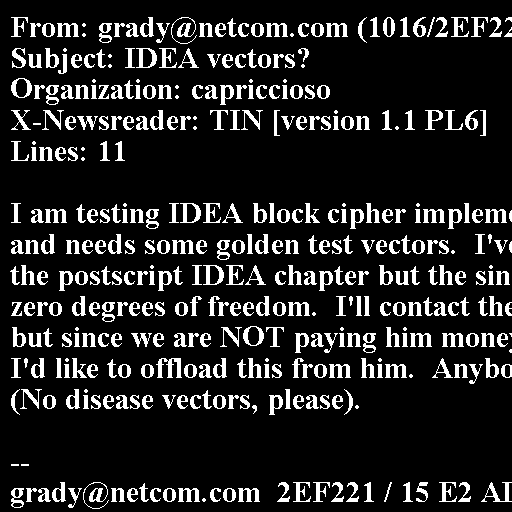 From: grady@netcom.com (1016/2EF22
Subject: IDEA vectors?
Organization: capriccioso
X-Newsreader: TIN [version 1.1 PL6]
Lines: 11

I am testing IDEA block cipher impleme
and needs some golden test vectors.  I've
the postscript IDEA chapter but the sin
zero degrees of freedom.  I'll contact the
but since we are NOT paying him money
I'd like to offload this from him.  Anybo
(No disease vectors, please).

--
grady@netcom.com  2EF221 / 15 E2 AD